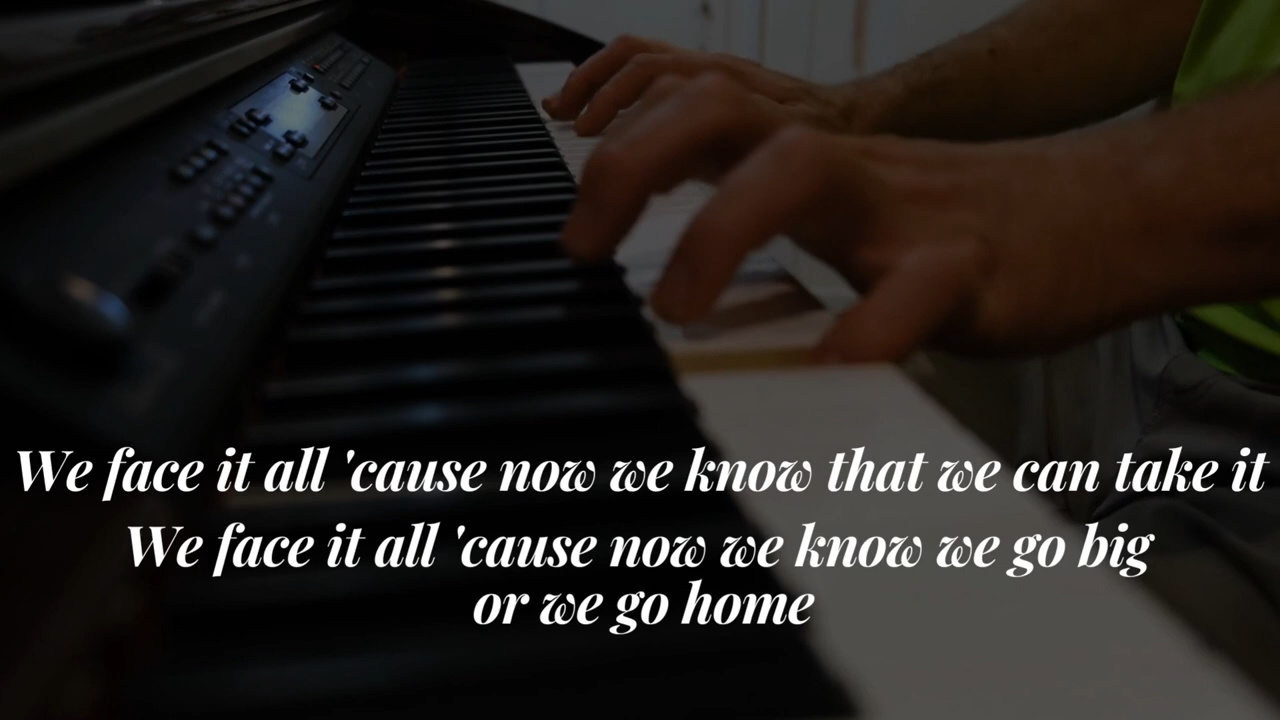 We face it all 'cause now we know that we can take it
We face it all 'cause now we know we go big
or we go home